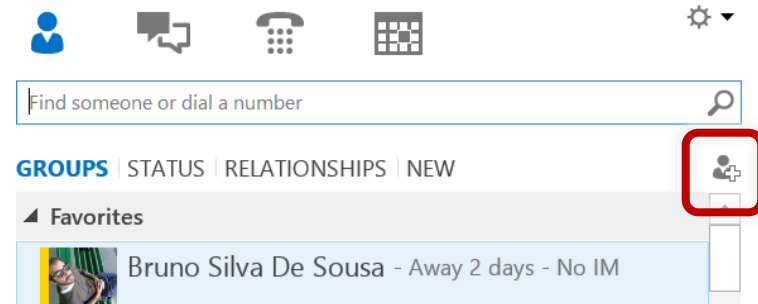 Find someone or dial a number
GROUPS STATUS RELATIONSHIPS NEW
Favorites
Bruno Silva De Sousa - Away 2 days - No IM